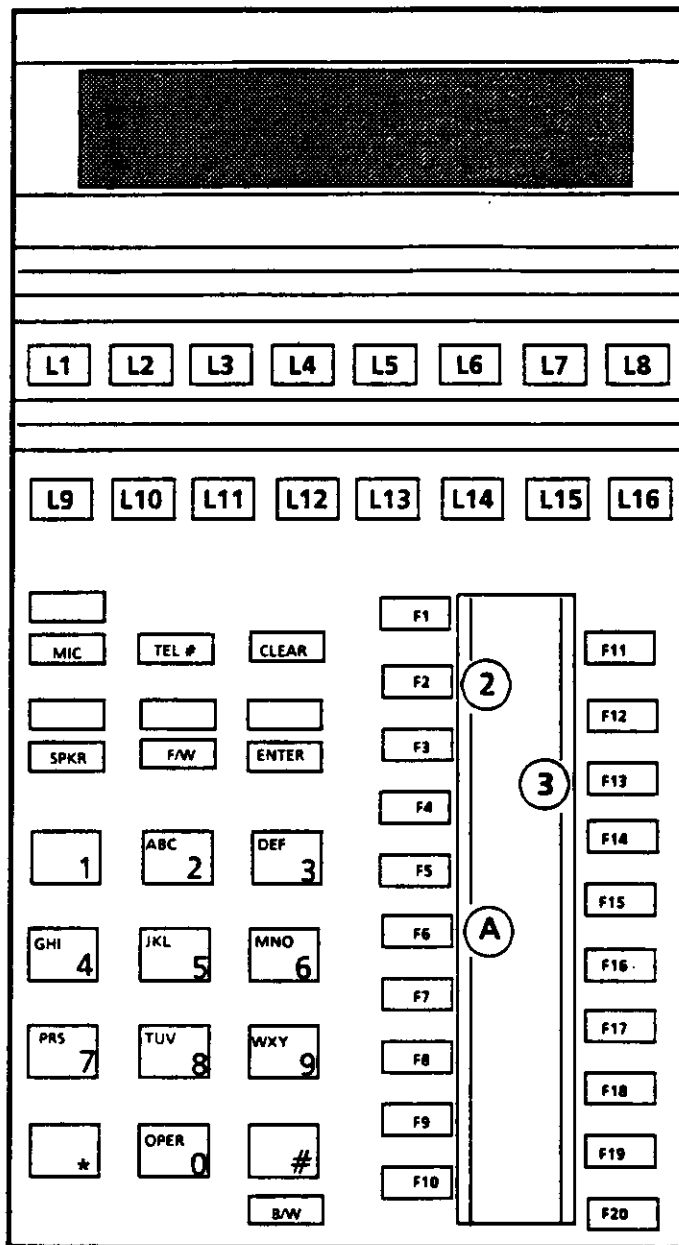 L1 L2 L3 L4 L5 L6 L7 L8
L9 L10 L11 L12 L13 L14 L15 L16
F1
MIC TEL # CLEAR F11
F2 2
F12
SPKR F/W ENTER F3
3 F13
F4
F14
1 ABC 2 DEF 3 F5
F15
A
GHI 4 JKL 5 MNO 6 F6
F16
F7
F17
PRS 7 TUV 8 WXY 9 F8
F18
F9
* OPER 0 # F19
F10
B/W F20